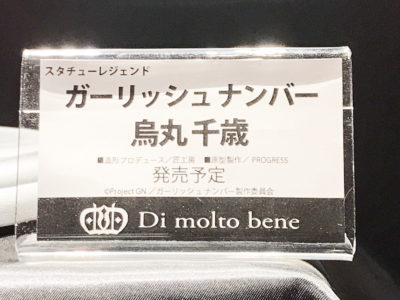 スタチューレジェンド
ガーリッシュナンバー
烏丸千歳
■造形プロデュース／匠工房 ■原型製作／PROGRESS
発売予定
©Project GN／ガーリッシュナンバー製作委員会
Di molto bene